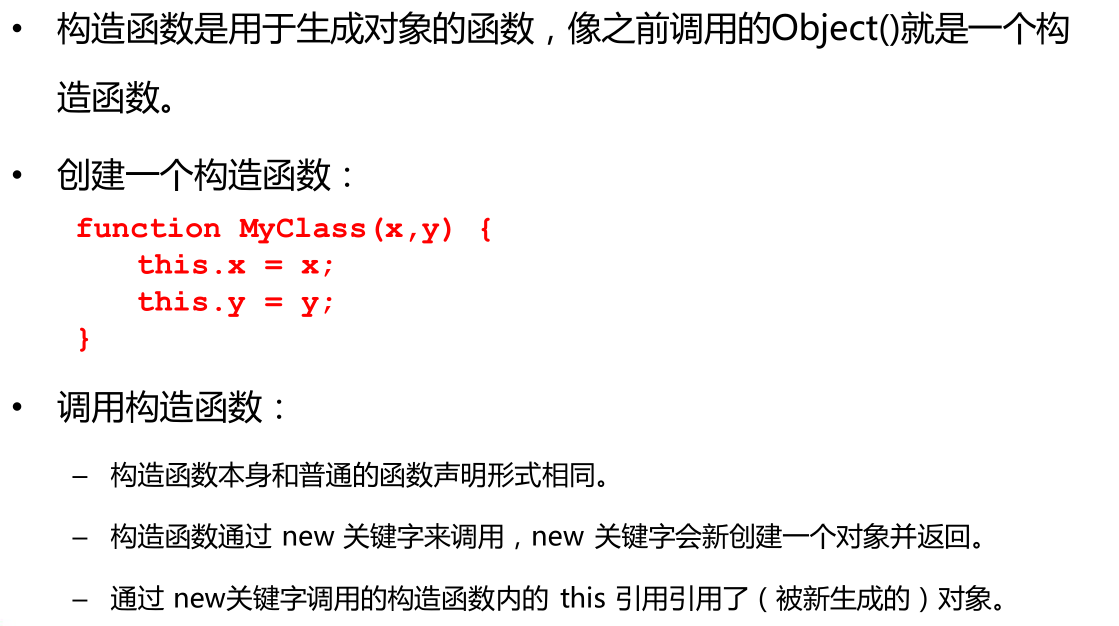 • 构造函数是用于生成对象的函数，像之前调用的Object()就是一个构
造函数。
• 创建一个构造函数：
function MyClass(x,y) {
    this.x = x;
    this.y = y;
}
• 调用构造函数：
– 构造函数本身和普通的函数声明形式相同。
– 构造函数通过 new 关键字来调用，new 关键字会新创建一个对象并返回。
– 通过 new关键字调用的构造函数内的 this 引用引用了（被新生成的）对象。